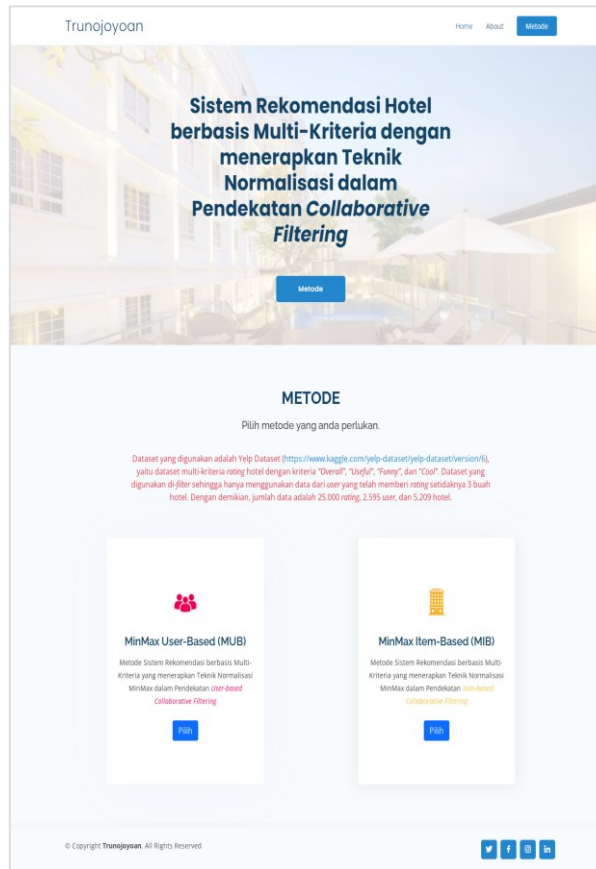 Trunojoyoan
Home About Metode
Sistem Rekomendasi Hotel
berbasis Multi-Kriteria dengan
menerapkan Teknik
Normalisasi dalam
Pendekatan Collaborative
Filtering
Metode
METODE
Pilih metode yang anda perlukan.
Dataset yang digunakan adalah Yelp Dataset (https://www.kaggle.com/yelp-dataset/yelp-dataset/version/6),
yaitu dataset multi-kriteria rating hotel dengan kriteria "Overall", "Useful", "Funny", dan "Cool". Dataset yang
digunakan di-filter sehingga hanya menggunakan data dari user yang telah memberi rating setidaknya 3 buah
hotel. Dengan demikian, jumlah data adalah 25.000 rating, 2.595 user, dan 5.209 hotel.
MinMax User-Based (MUB)
Metode Sistem Rekomendasi berbasis Multi-
Kriteria yang menerapkan Teknik Normalisasi
MinMax dalam Pendekatan User-based
Collaborative Filtering
Pilih
MinMax Item-Based (MIB)
Metode Sistem Rekomendasi berbasis Multi-
Kriteria yang menerapkan Teknik Normalisasi
MinMax dalam Pendekatan Item-based
Collaborative Filtering
Pilih
© Copyright Trunojoyoan. All Rights Reserved